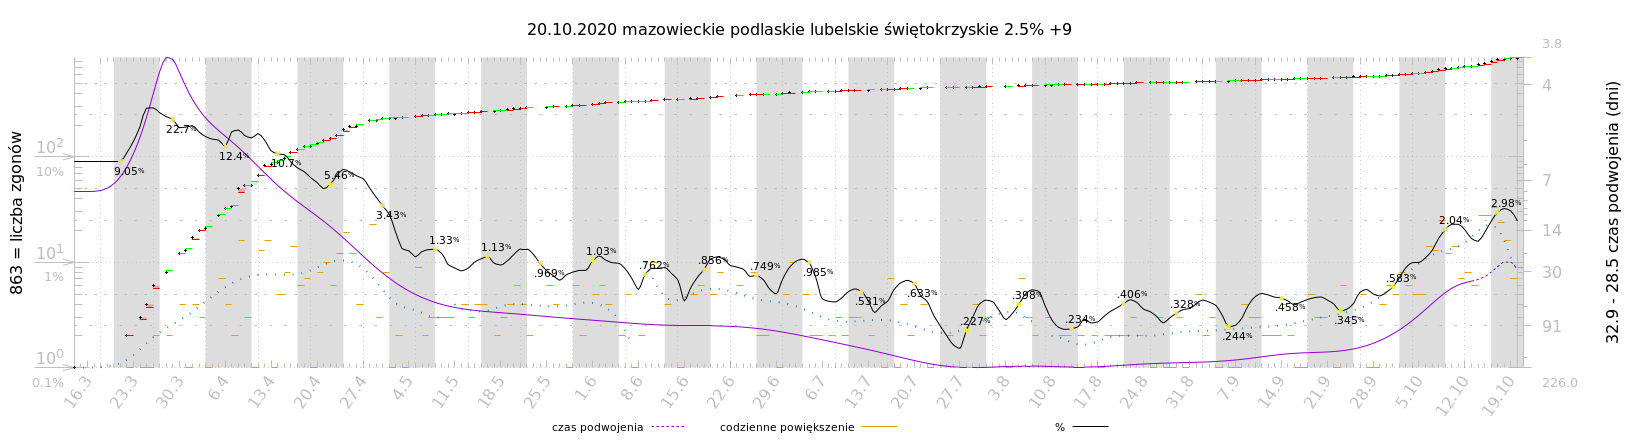 20.10.2020 mazowieckie podlaskie lubelskie świętokrzyskie 2.5% +9
863 = liczba zgonów
10² 10% 10¹ 1% 10⁰ 0.1%
9.05% 22.7% 12.4% 10.7% 5.46% 3.43% 1.33% 1.13% .969% 1.03% .762% .856% .749% .985% .531% .633% .227% .398% .234% .406% .328% .244% .458% .345% .583% 2.04% 2.98%
3.8 4 7 14 30 91 226.0
32.9 - 28.5 czas podwojenia (dni)
16.3 23.3 30.3 6.4 13.4 20.4 27.4 4.5 11.5 18.5 25.5 1.6 8.6 15.6 22.6 29.6 6.7 13.7 20.7 27.7 3.8 10.8 17.8 24.8 31.8 7.9 14.9 21.9 28.9 5.10 12.10 19.10
czas podwojenia codzienne powiększenie %